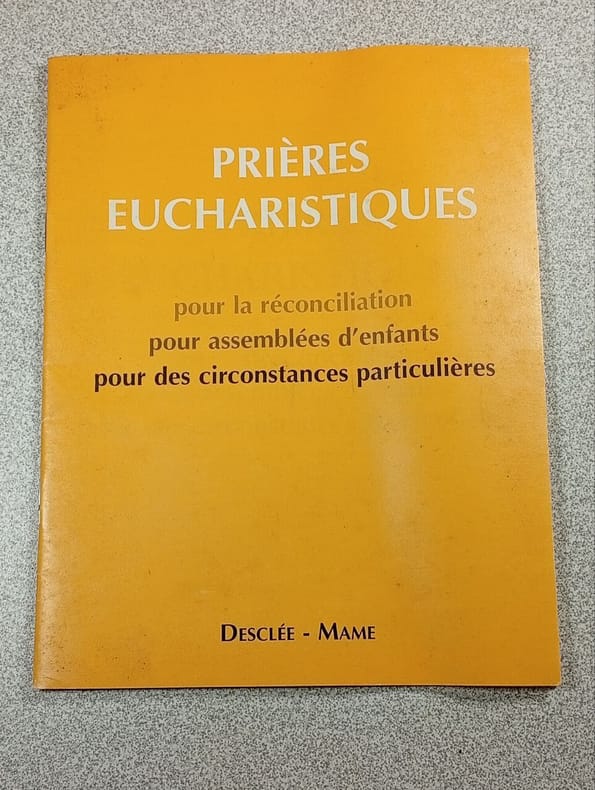 PRIÈRES
EUCHARISTIQUES
pour la réconciliation
pour assemblées d'enfants
pour des circonstances particulières
DESCLÉE - MAME